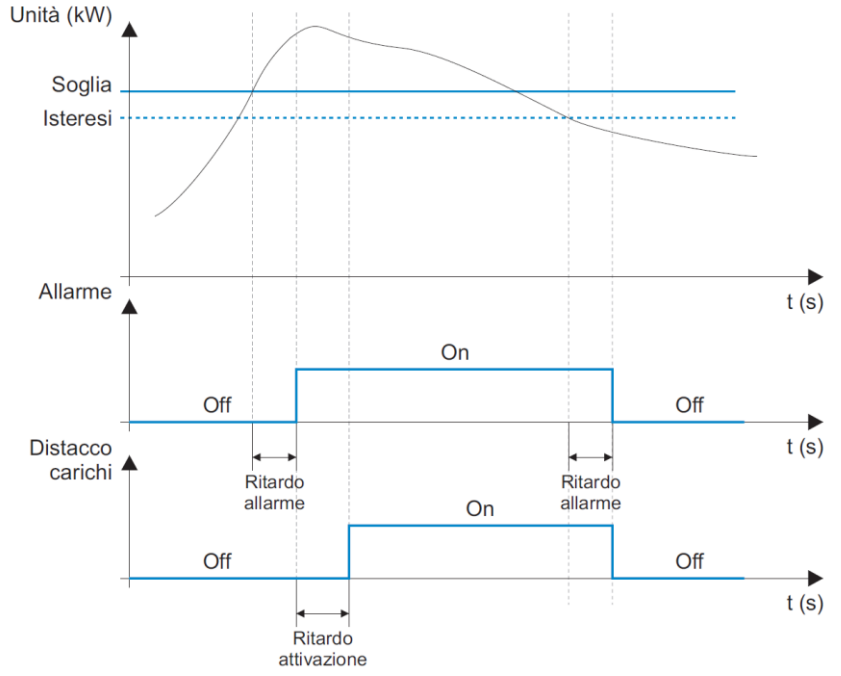 Unità (kW)
Soglia
Isteresi
t (s)
Allarme
On
Off
Off
t (s)
Ritardo
allarme
Ritardo
allarme
Distacco
carichi
On
Off
Off
t (s)
Ritardo
attivazione